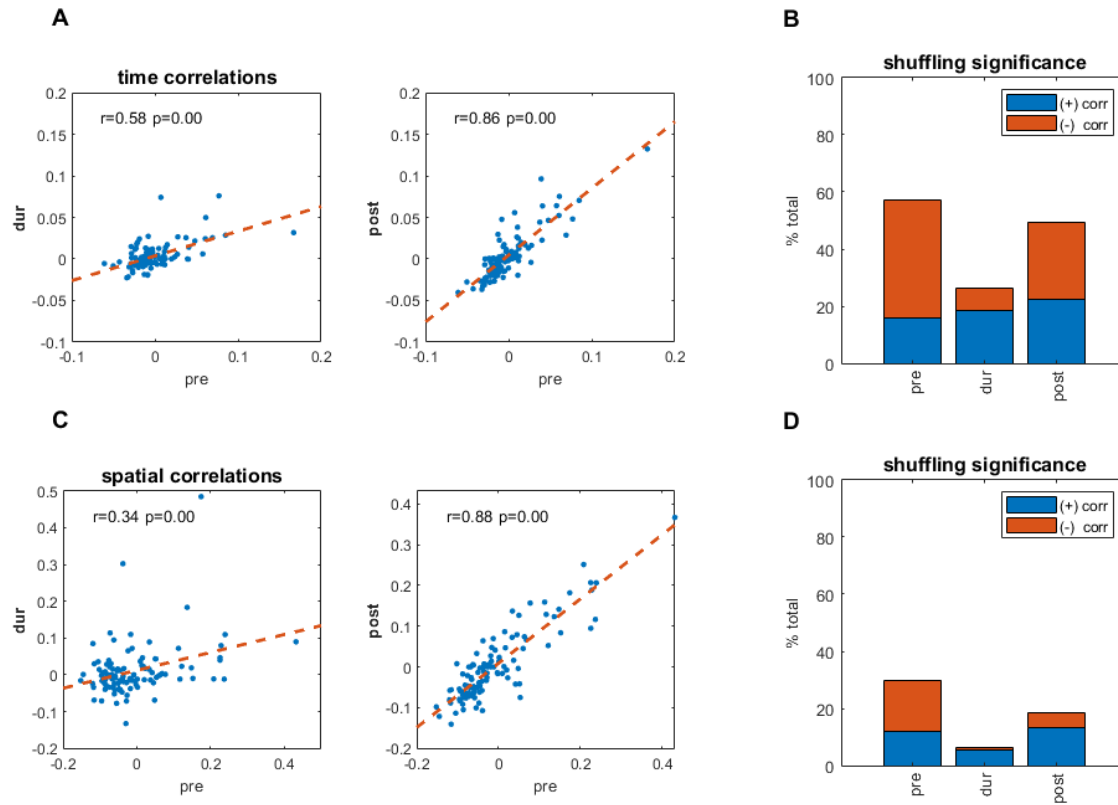 A
time correlations
r=0.58 p=0.00
dur
0.2
0.15
0.1
0.05
0
-0.05
-0.1
-0.1
0
0.1
0.2
pre
r=0.86 p=0.00
post
0.2
0.15
0.1
0.05
0
-0.05
-0.1
-0.1
0
0.1
0.2
pre
B
shuffling significance
(+) corr
(-) corr
% total
100
80
60
40
20
0
pre
dur
post
C
spatial correlations
r=0.34 p=0.00
dur
0.5
0.4
0.3
0.2
0.1
0
-0.1
-0.2
-0.2
0
0.2
0.4
pre
r=0.88 p=0.00
post
0.4
0.3
0.2
0.1
0
-0.1
-0.2
-0.2
0
0.2
0.4
pre
D
shuffling significance
(+) corr
(-) corr
% total
100
80
60
40
20
0
pre
dur
post